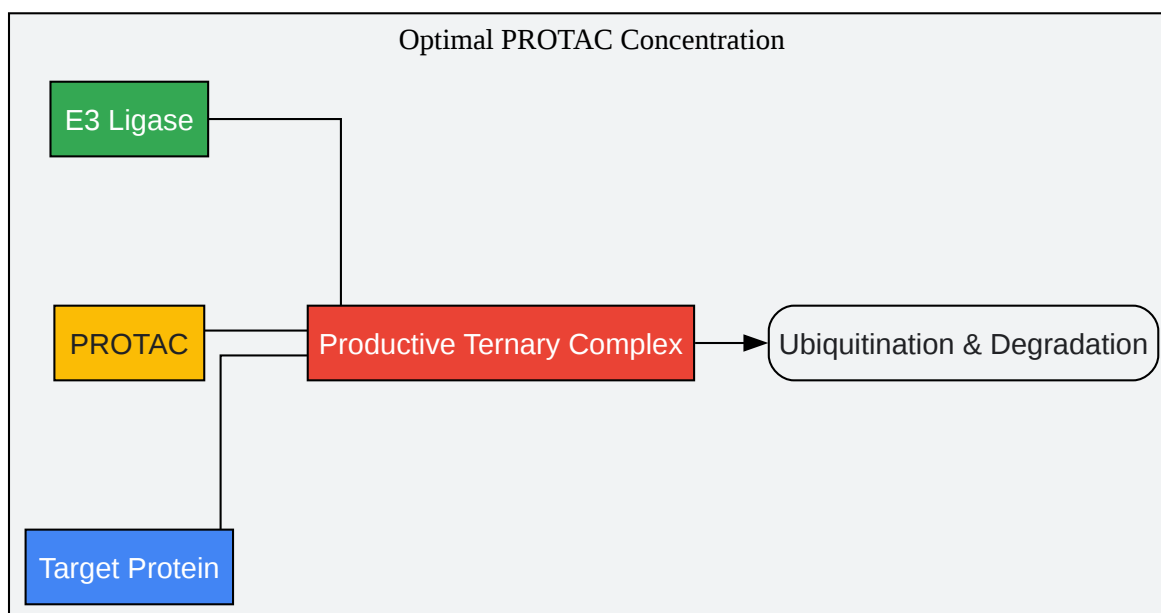 Optimal PROTAC Concentration
E3 Ligase
PROTAC
Productive Ternary Complex
Ubiquitination & Degradation
Target Protein